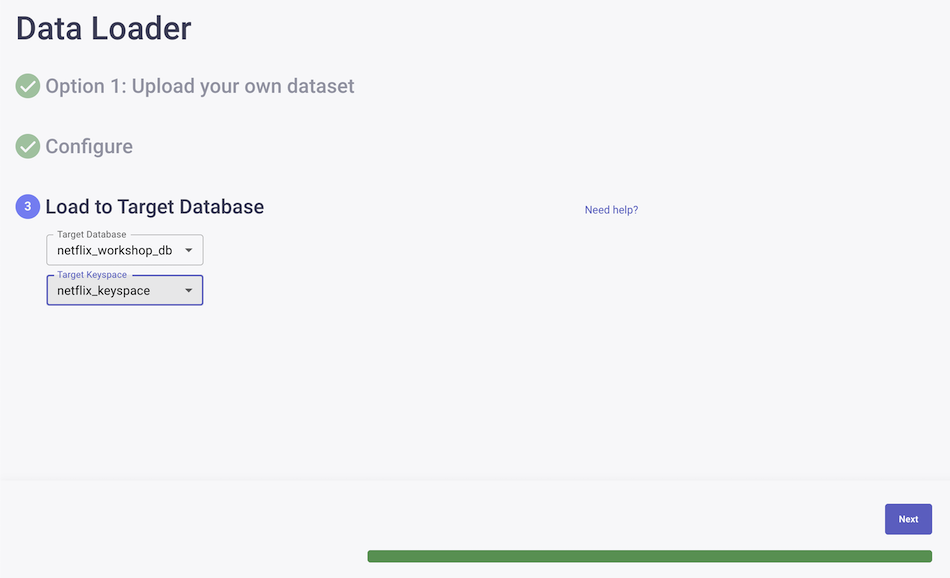 Data Loader
Option 1: Upload your own dataset
Configure
3 Load to Target Database
Need help?
Target Database
netflix_workshop_db
Target Keyspace
netflix_keyspace
Next